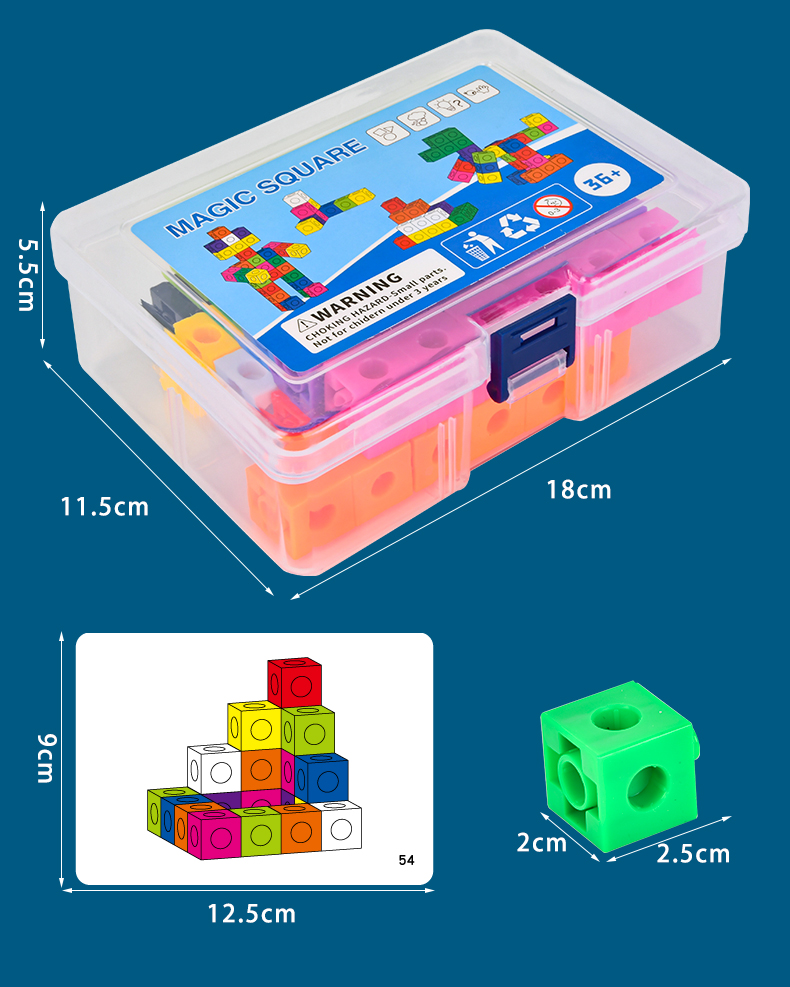 MAGIC SQUARE
?
36+
0-3
WARNING
CHOKING HAZARD-Small parts.
Not for chidern under 3 years
5.5cm
11.5cm
18cm
9cm
54
12.5cm
2cm
2.5cm